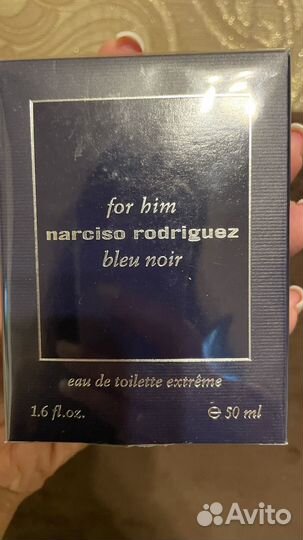 for him
narciso rodriguez
bleu noir
eau de toilette extrême
1.6 fl.oz. ℮ 50 ml
Avito